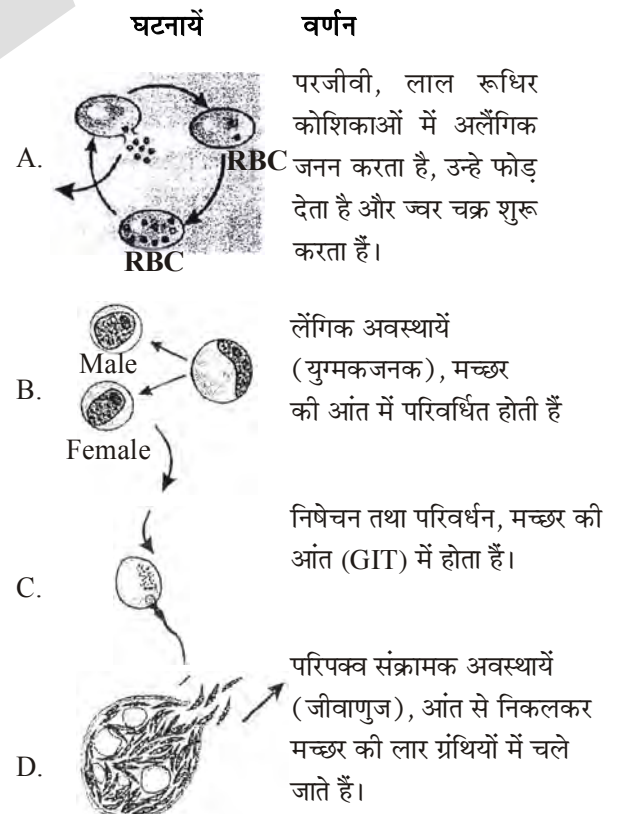 घटनायें वर्णन
A.
RBC
RBC
परजीवी, लाल रूधिर
कोशिकाओं में अलैंगिक
जनन करता है, उन्हे फोड़
देता है और ज्वर चक्र शुरू
करता हैं।
B.
Male
Female
लेंगिक अवस्थायें
(युग्मकजनक), मच्छर
की आंत में परिवर्धित होती हैं
C.
निषेचन तथा परिवर्धन, मच्छर की
आंत (GIT) में होता हैं।
D.
परिपक्व संक्रामक अवस्थायें
(जीवाणुज), आंत से निकलकर
मच्छर की लार ग्रंथियों में चले
जाते हैं।